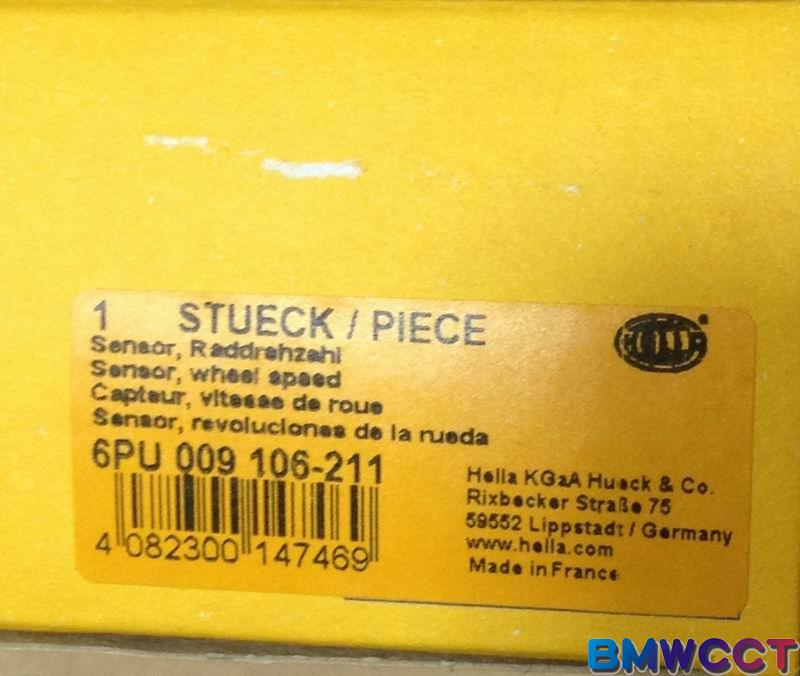 1 STUECK / PIECE
HELLA
Sensor, Raddrehzahl
Sensor, wheel speed
Capteur, vitesse de roue
Sensor, revoluciones de la rueda
6PU 009 106-211
4 082300 147469
Hella KGaA Hueck & Co.
Rixbecker Straße 75
59552 Lippstadt / Germany
www.hella.com
Made in France
BMWCCT